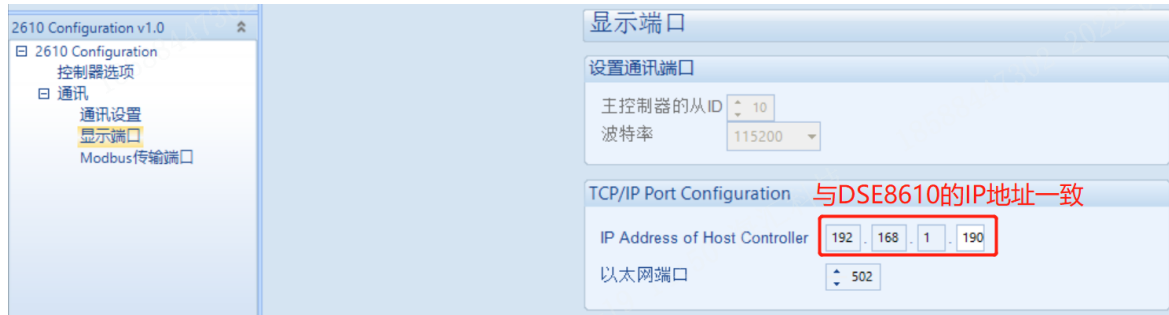 2610 Configuration v1.0
2610 Configuration
控制器选项
通讯
通讯设置
显示端口
Modbus传输端口
显示端口
设置通讯端口
主控制器的从ID 10
波特率 115200
TCP/IP Port Configuration 与DSE8610的IP地址一致
IP Address of Host Controller 192 . 168 . 1 . 190
以太网端口 502